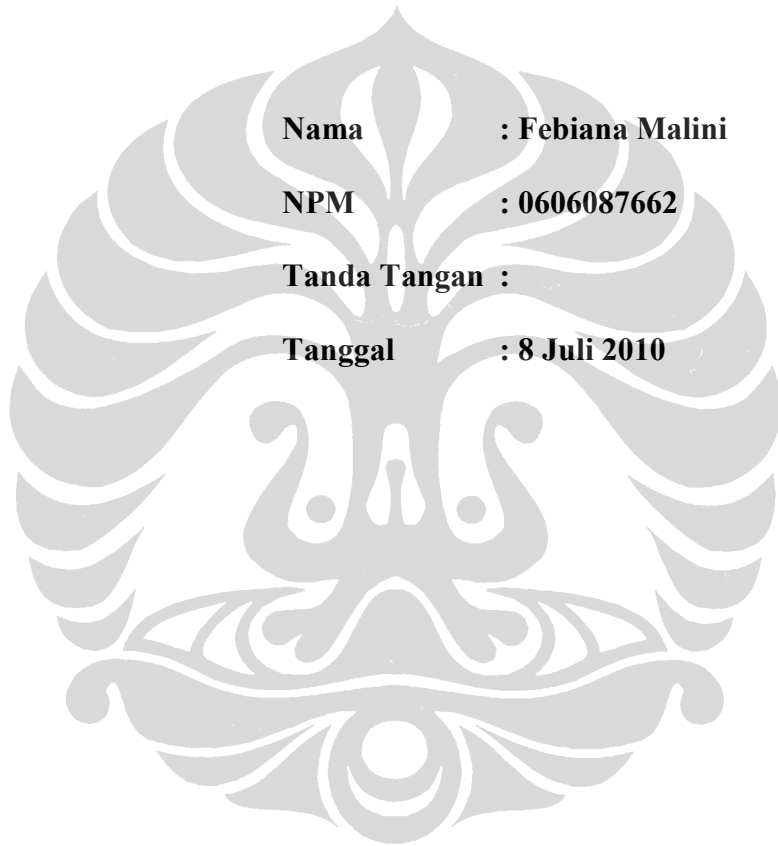 Nama : Febiana Malini
NPM : 0606087662
Tanda Tangan :
Tanggal : 8 Juli 2010